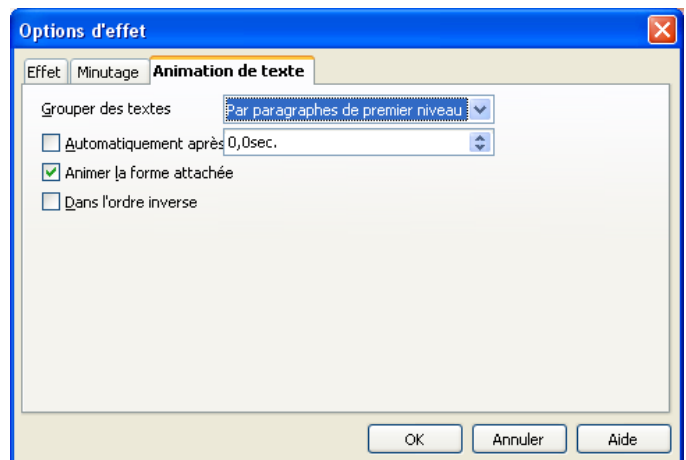 Options d'effet
Effet Minutage Animation de texte
Grouper des textes Par paragraphes de premier niveau
Automatiquement après 0,0sec.
Animer la forme attachée
Dans l'ordre inverse
OK Annuler Aide